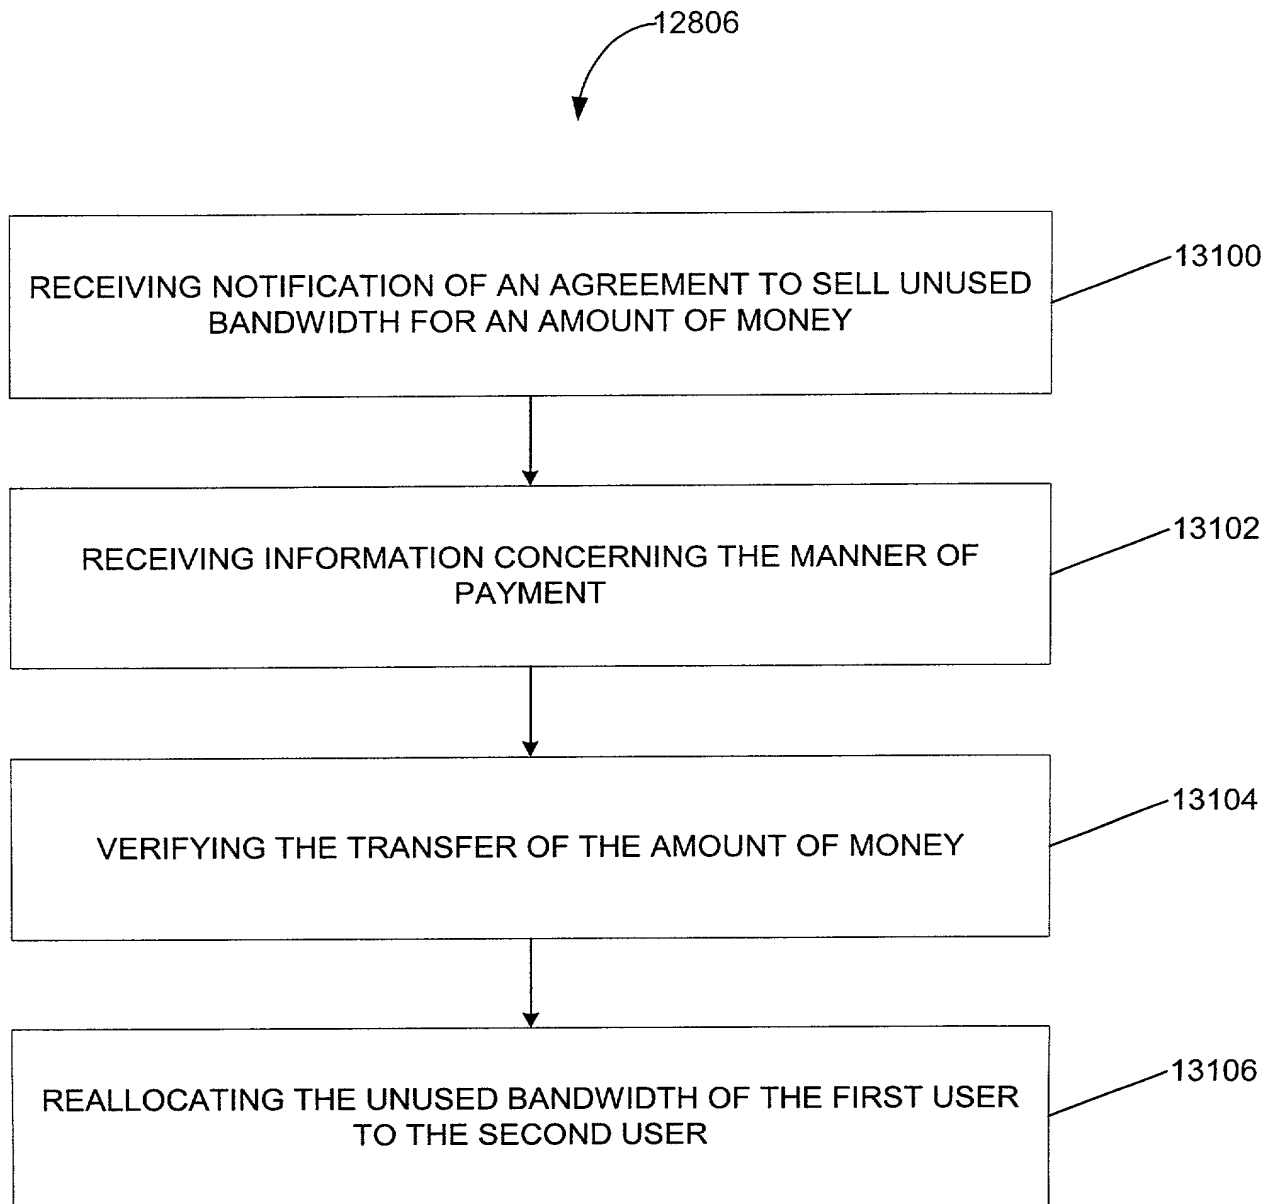 12806
RECEIVING NOTIFICATION OF AN AGREEMENT TO SELL UNUSED
BANDWIDTH FOR AN AMOUNT OF MONEY
13100
RECEIVING INFORMATION CONCERNING THE MANNER OF
PAYMENT
13102
VERIFYING THE TRANSFER OF THE AMOUNT OF MONEY
13104
REALLOCATING THE UNUSED BANDWIDTH OF THE FIRST USER
TO THE SECOND USER
13106